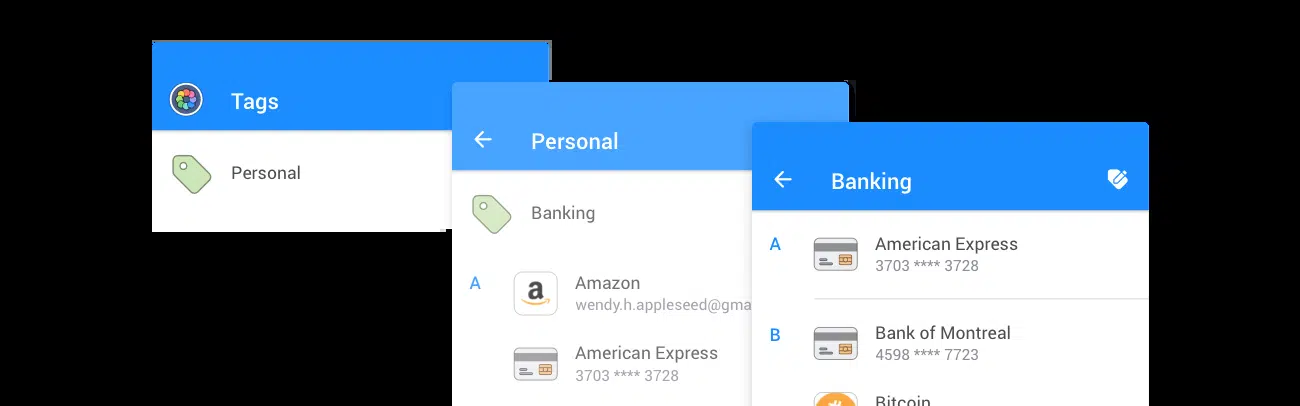 Tags
Personal
Personal
Banking
A
Amazon
wendy.h.appleseed@gma
American Express
3703 **** 3728
Banking
A
American Express
3703 **** 3728
B
Bank of Montreal
4598 **** 7723
Bitcoin